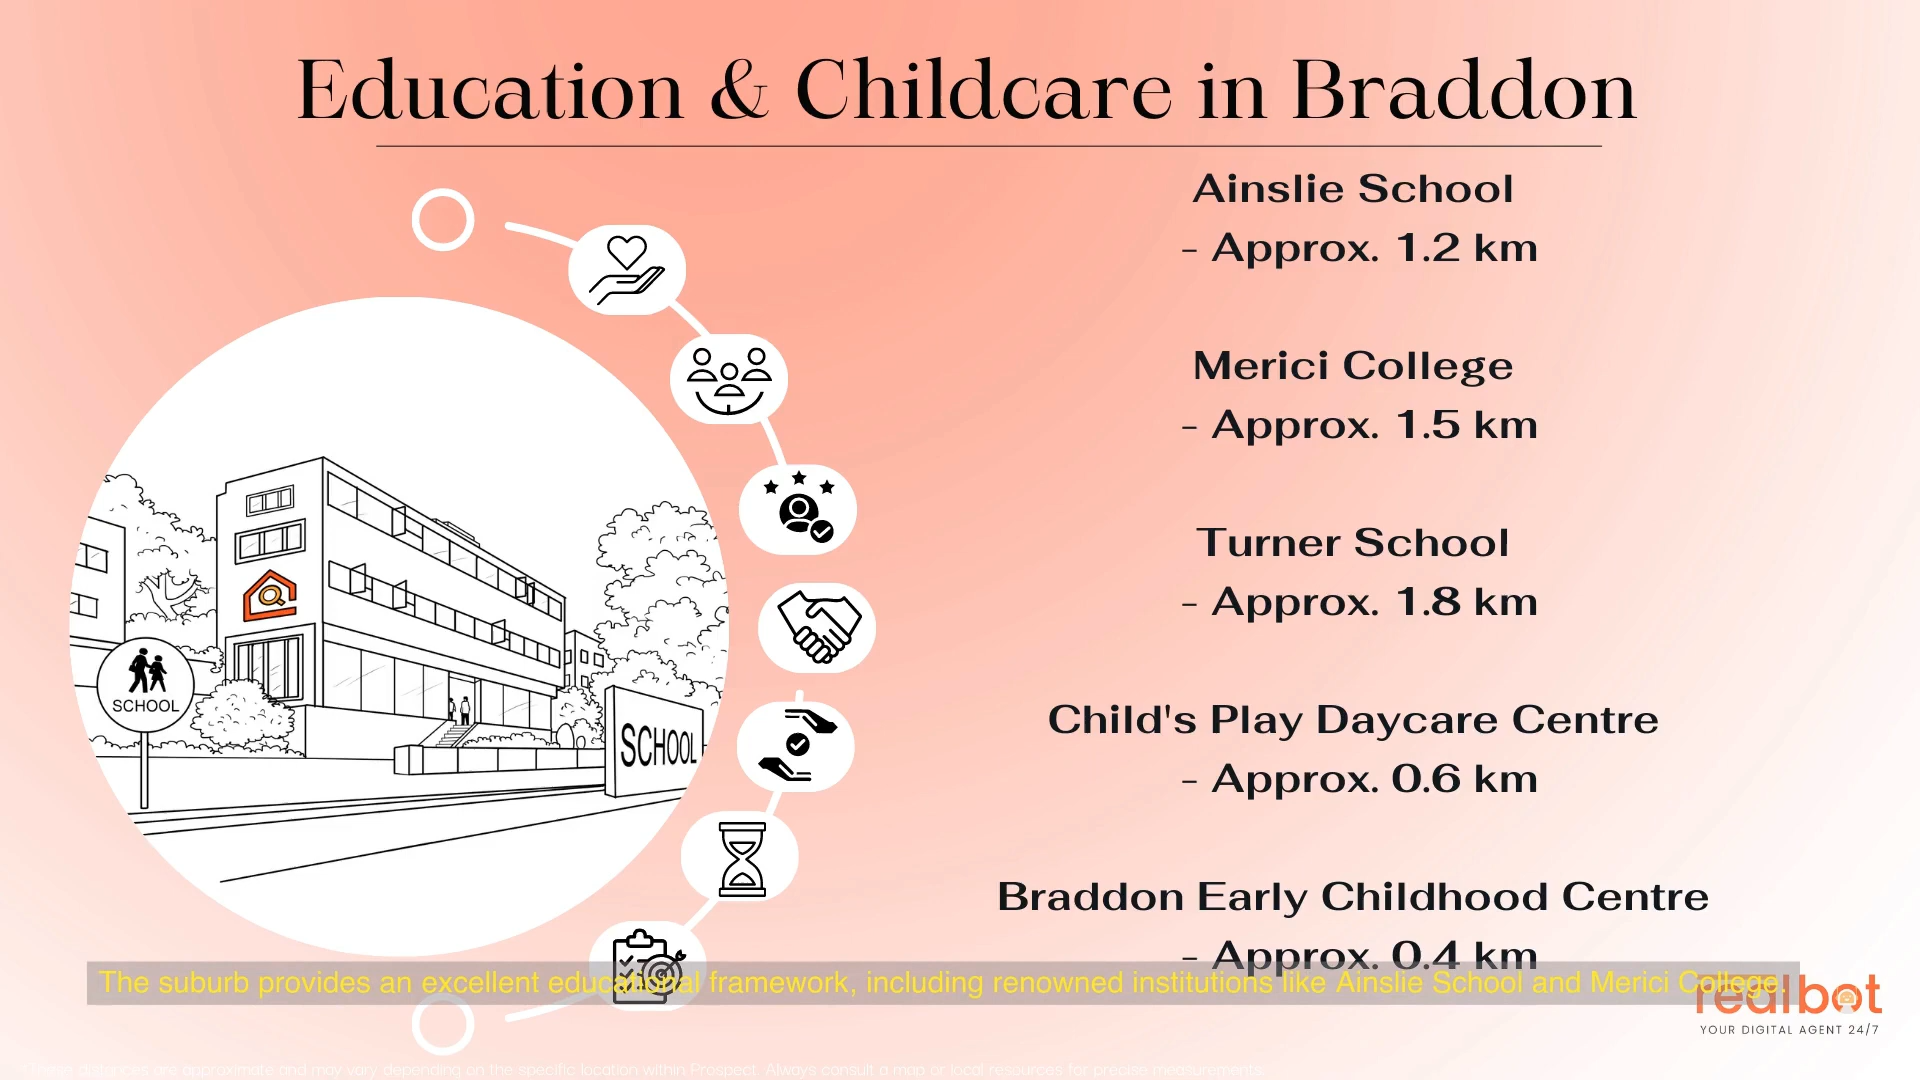 Education & Childcare in Braddon
Ainslie School
- Approx. 1.2 km
Merici College
- Approx. 1.5 km
Turner School
- Approx. 1.8 km
Child's Play Daycare Centre
- Approx. 0.6 km
Braddon Early Childhood Centre
- Approx. 0.4 km
SCHOOL
SCHOOL
The suburb provides an excellent educational framework, including renowned institutions like Ainslie School and Merici College.
realbot
YOUR DIGITAL AGENT 24/7
*These distances are approximate and may vary depending on the specific location within Prospect. Always consult a map or local resources for precise measurements.